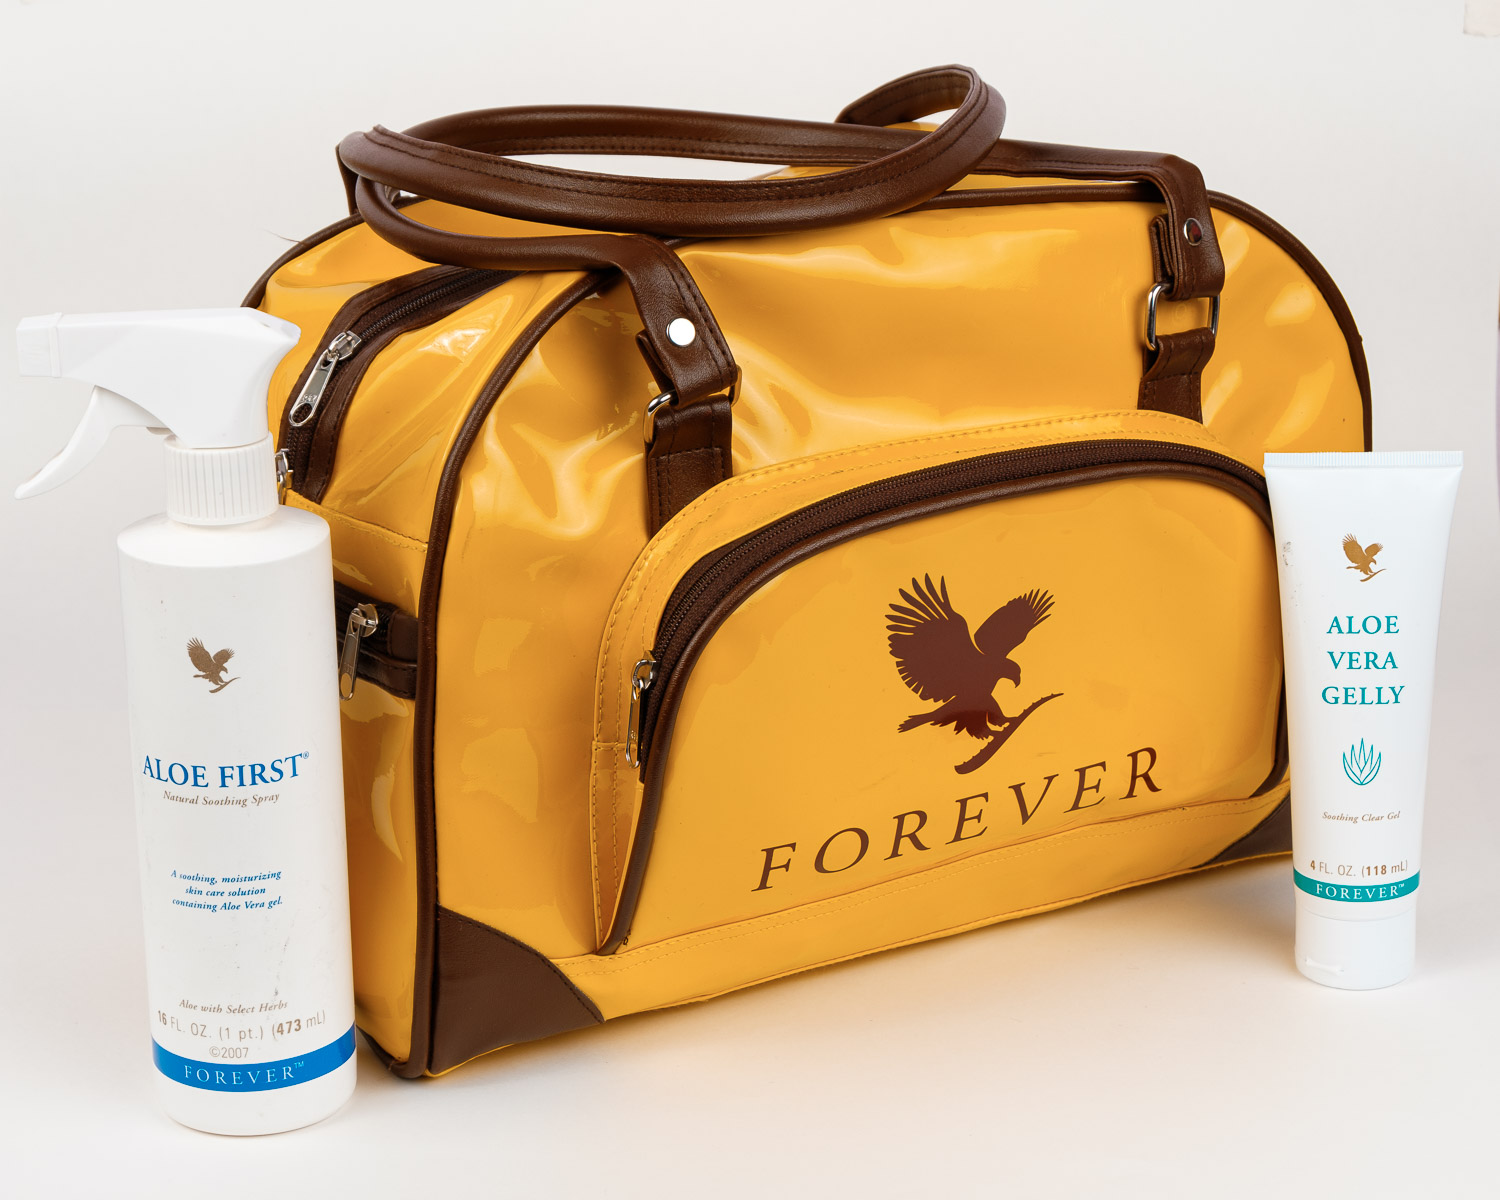 ALOE FIRST®
Natural Soothing Spray
A soothing, moisturizing
skin care solution
containing Aloe Vera gel.
Aloe with Select Herbs
16 FL. OZ. (1 pt.) (473 mL)
©2007
FOREVER™
FOREVER
ALOE
VERA
GELLY
Soothing Clear Gel
4 FL. OZ. (118 mL)
FOREVER™